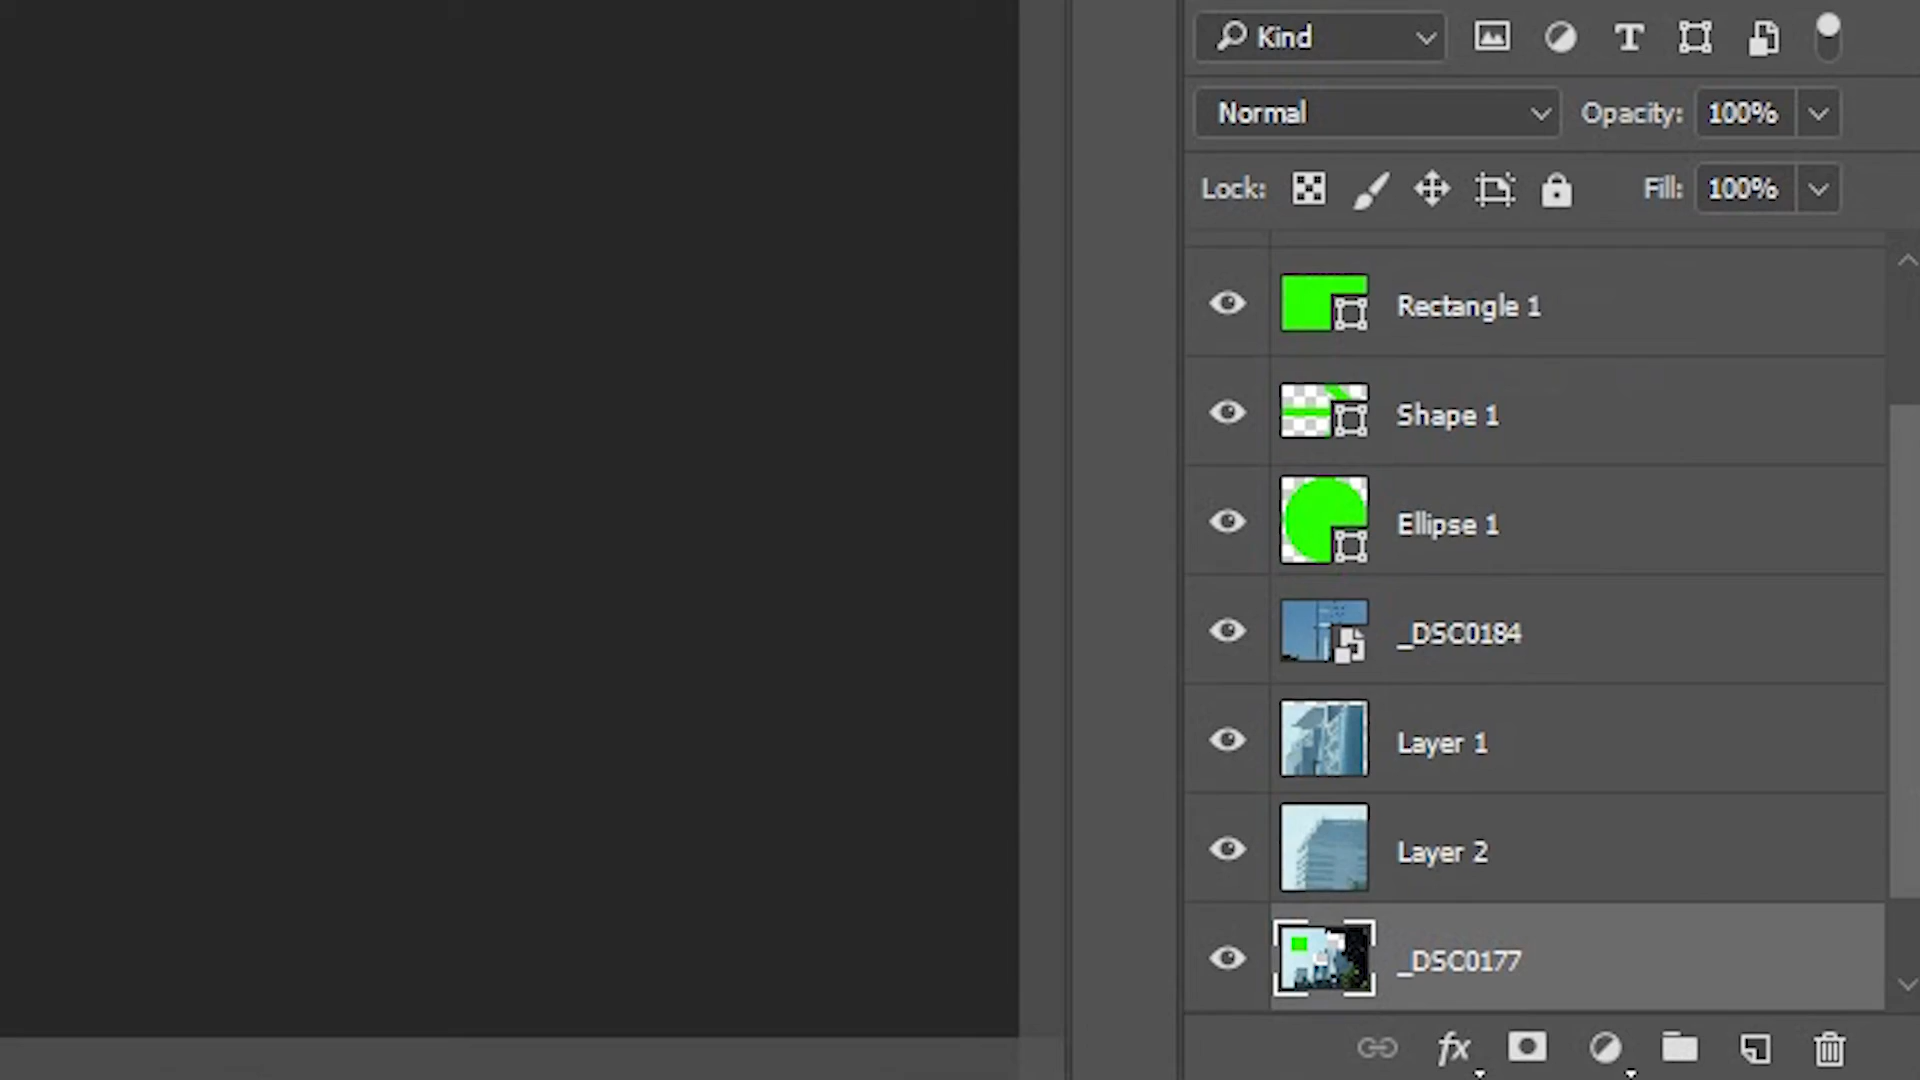 Kind
Normal Opacity: 100%
Lock: Fill: 100%
Rectangle 1
Shape 1
Ellipse 1
_DSC0184
Layer 1
Layer 2
_DSC0177
fx